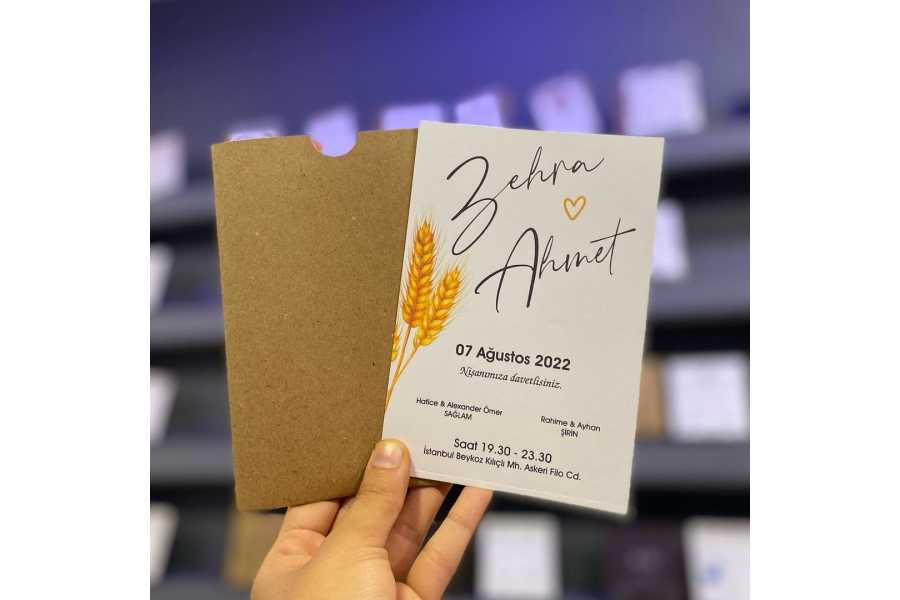 Zehra
Ahmet
07 Ağustos 2022
Nişanımıza davetlisiniz.
Hatice & Alexander Ömer
SAĞLAM
Rahime & Ayhan
ŞİRİN
Saat 19.30 - 23.30
İstanbul Beykoz Kılıçlı Mh. Askeri Filo Cd.